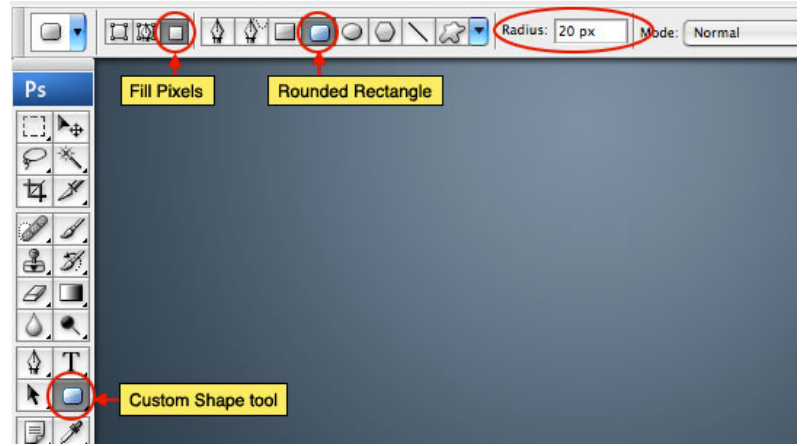 Radius: 20 px Mode: Normal
Ps
Fill Pixels Rounded Rectangle
T
Custom Shape tool